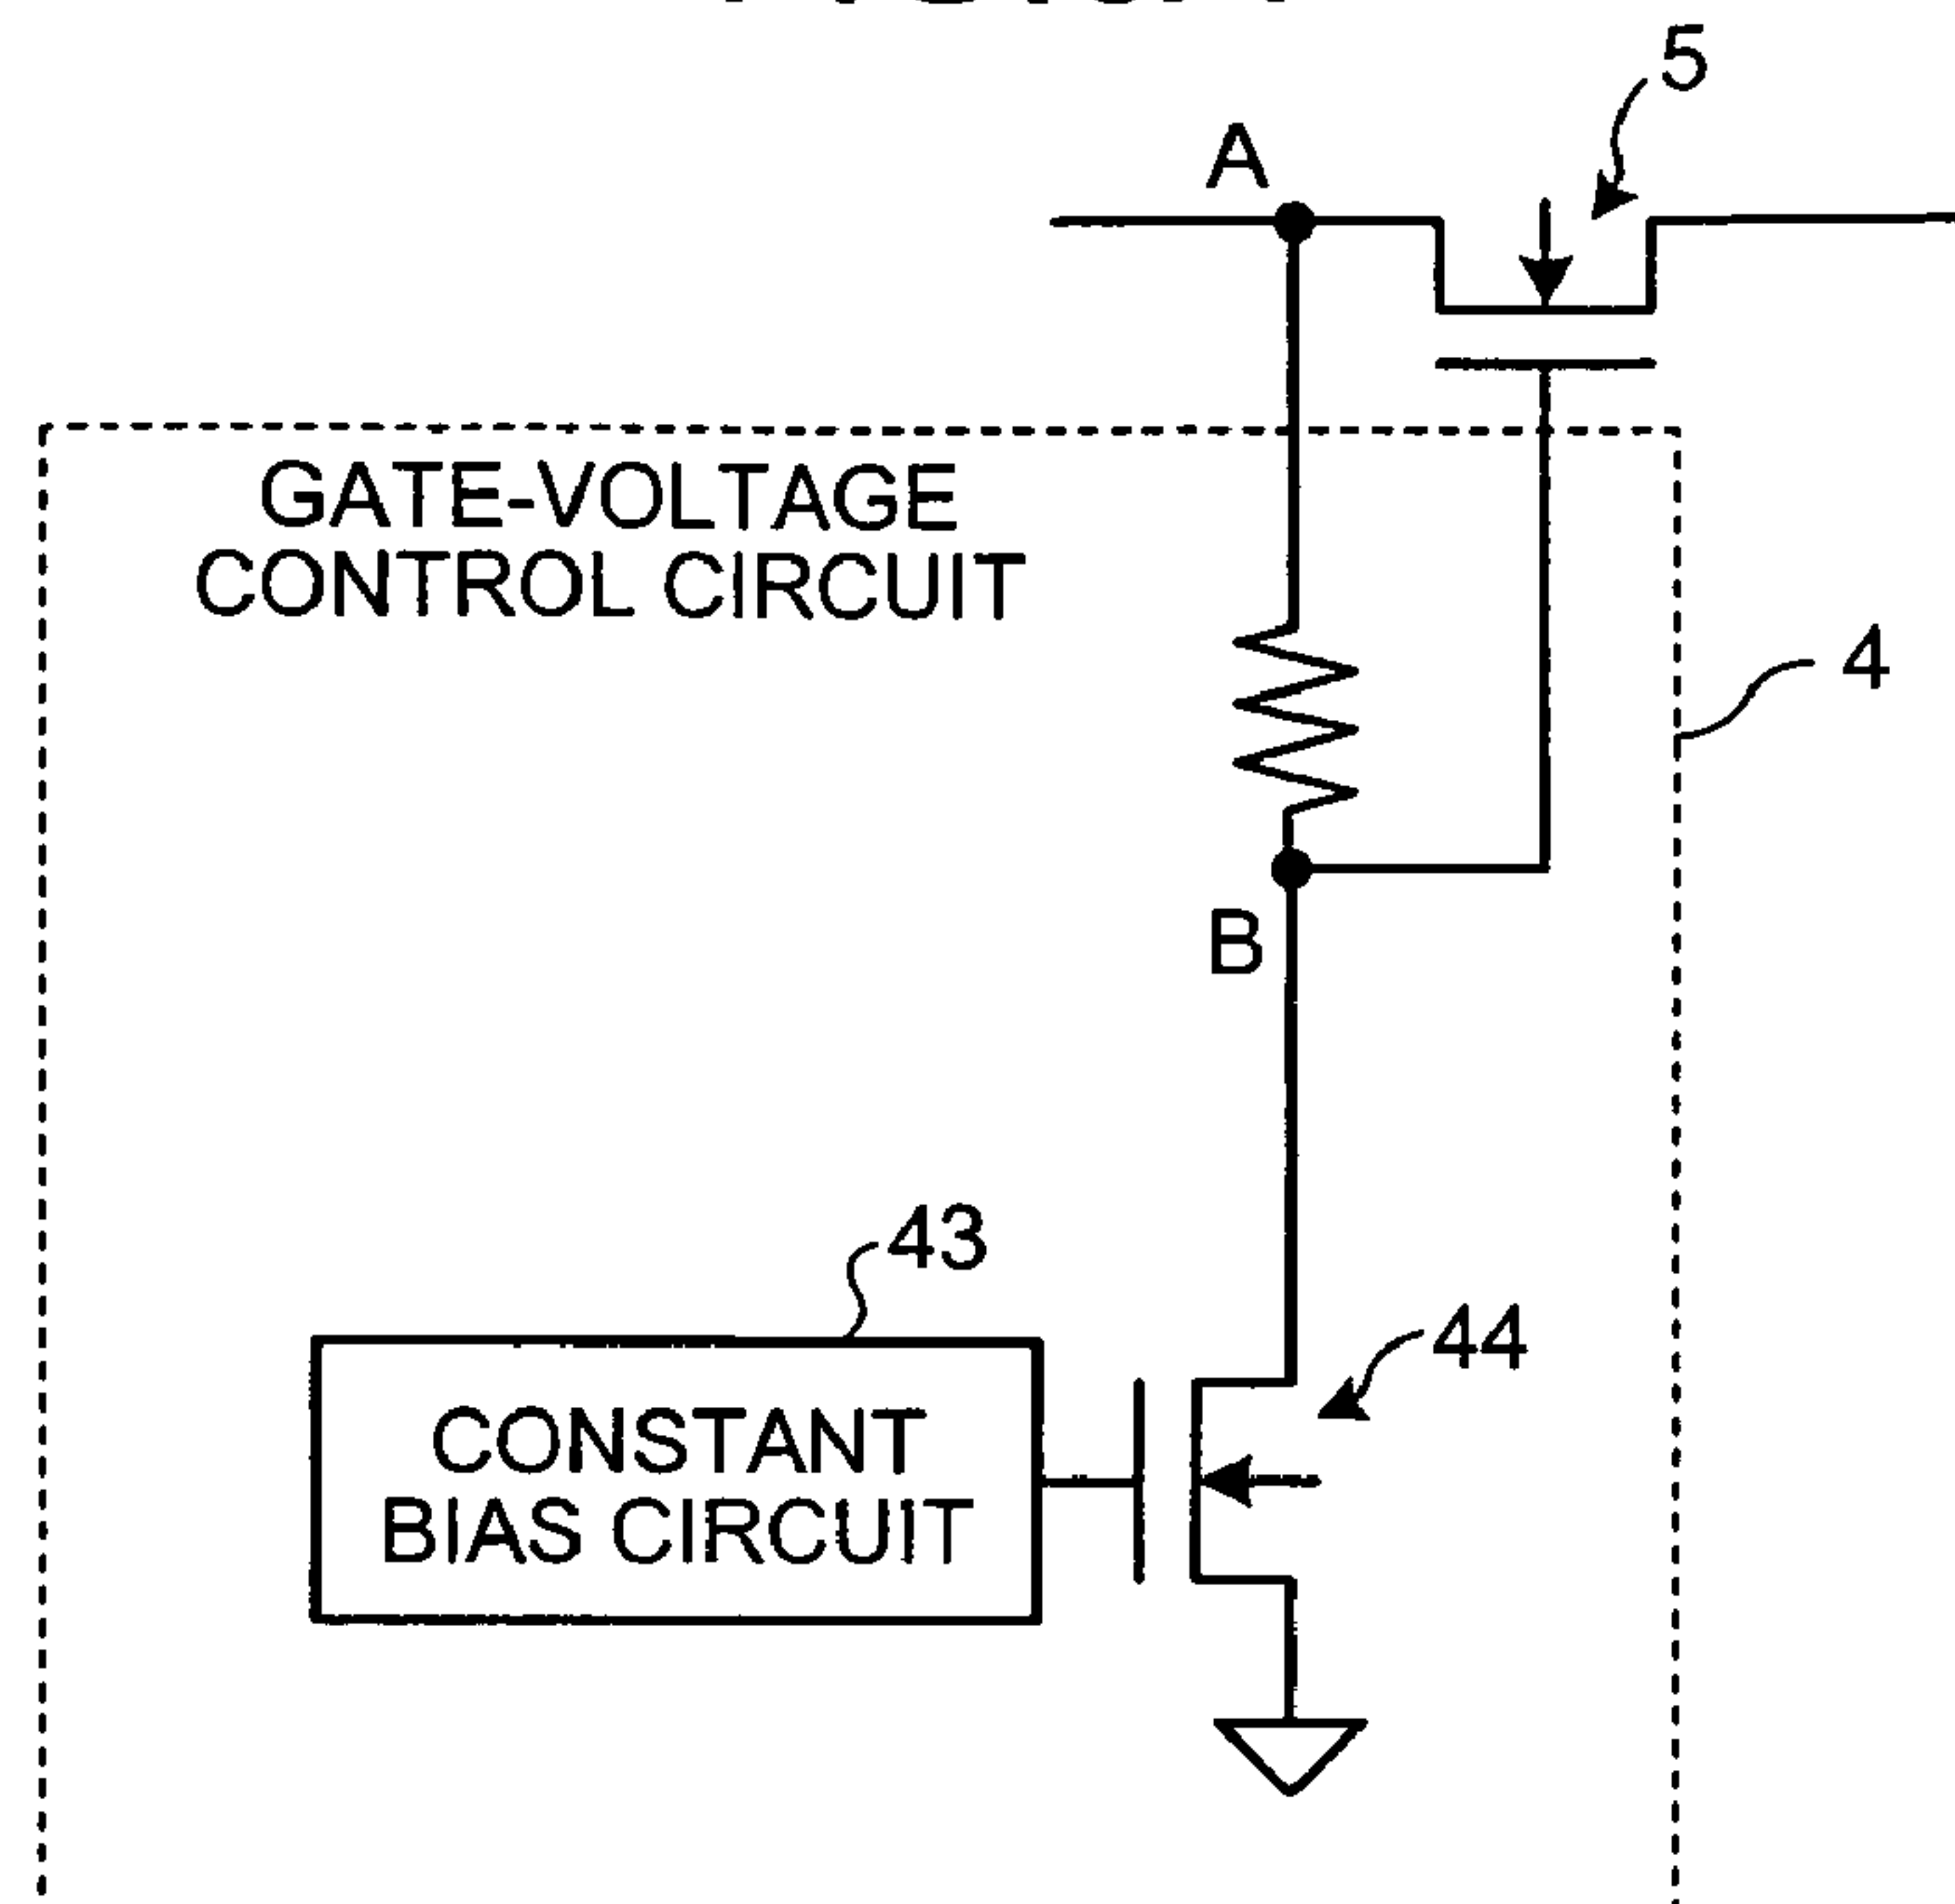 5
A
GATE-VOLTAGE
CONTROL CIRCUIT
4
B
43
44
CONSTANT
BIAS CIRCUIT